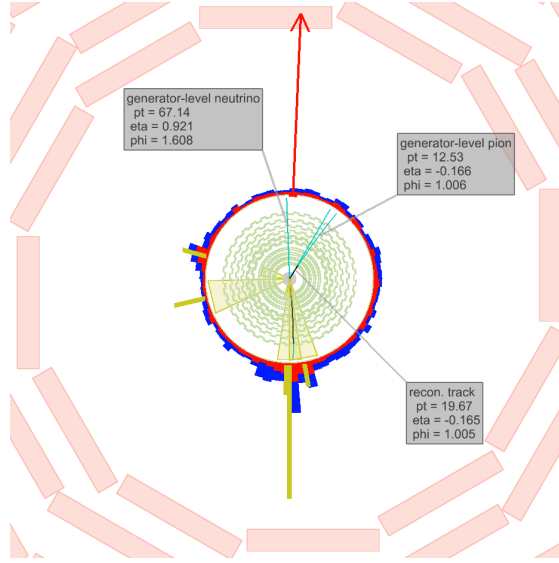 generator-level neutrino
pt = 67.14
eta = 0.921
phi = 1.608
generator-level pion
pt = 12.53
eta = -0.166
phi = 1.006
recon. track
pt = 19.67
eta = -0.165
phi = 1.005